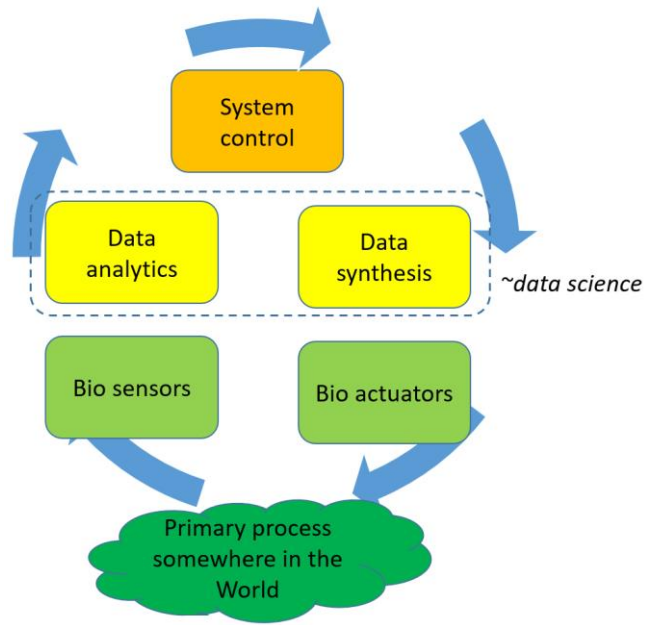 System
control
Data
analytics
Data
synthesis
~data science
Bio sensors
Bio actuators
Primary process
somewhere in the
World